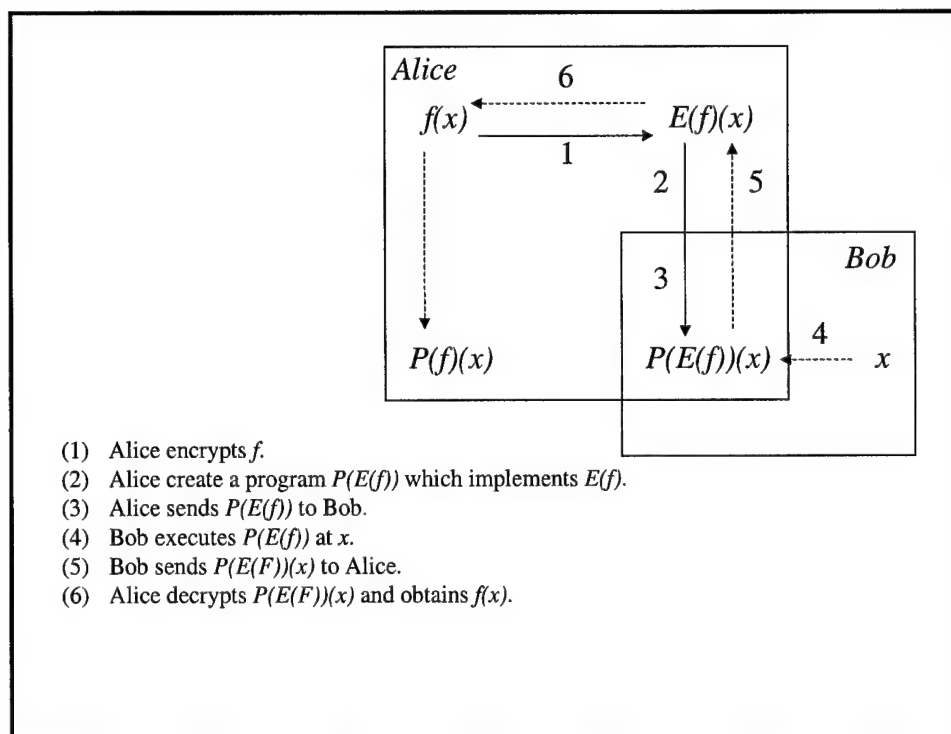 Alice
6
f(x)
E(f)(x)
1
2
5
Bob
3
4
P(f)(x)
P(E(f))(x)
x
(1) Alice encrypts f.
(2) Alice create a program P(E(f)) which implements E(f).
(3) Alice sends P(E(f)) to Bob.
(4) Bob executes P(E(f)) at x.
(5) Bob sends P(E(F))(x) to Alice.
(6) Alice decrypts P(E(F))(x) and obtains f(x).